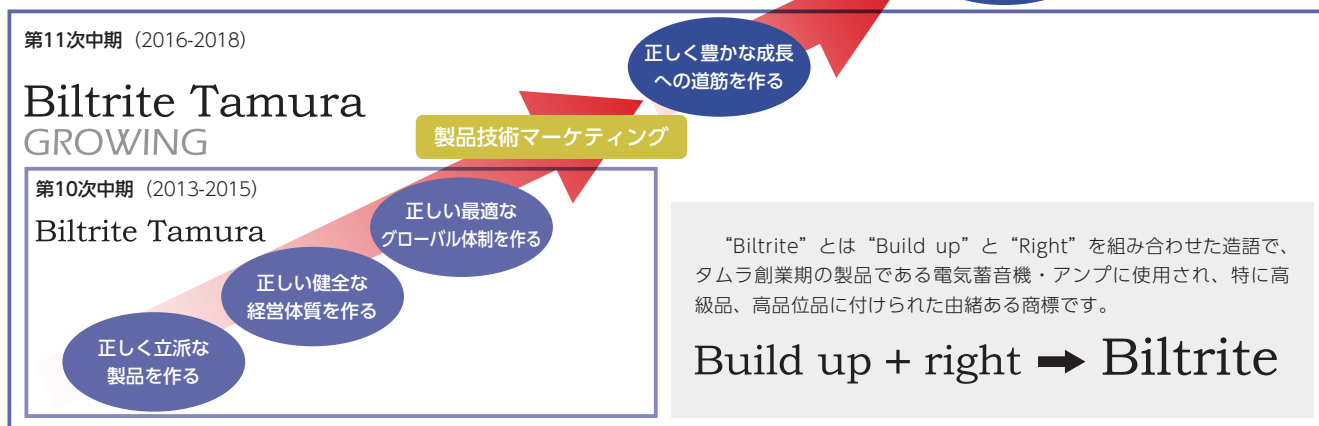 第11次中期（2016-2018）
Biltrite Tamura
GROWING
正しく豊かな成長
への道筋を作る
製品技術マーケティング
第10次中期（2013-2015）
Biltrite Tamura
正しい最適な
グローバル体制を作る
正しい健全な
経営体質を作る
正しく立派な
製品を作る
“Biltrite”とは“Build up”と“Right”を組み合わせた造語で、
タムラ創業期の製品である電気蓄音機・アンプに使用され、特に高
級品、高品位品に付けられた由緒ある商標です。
Build up + right ➡ Biltrite